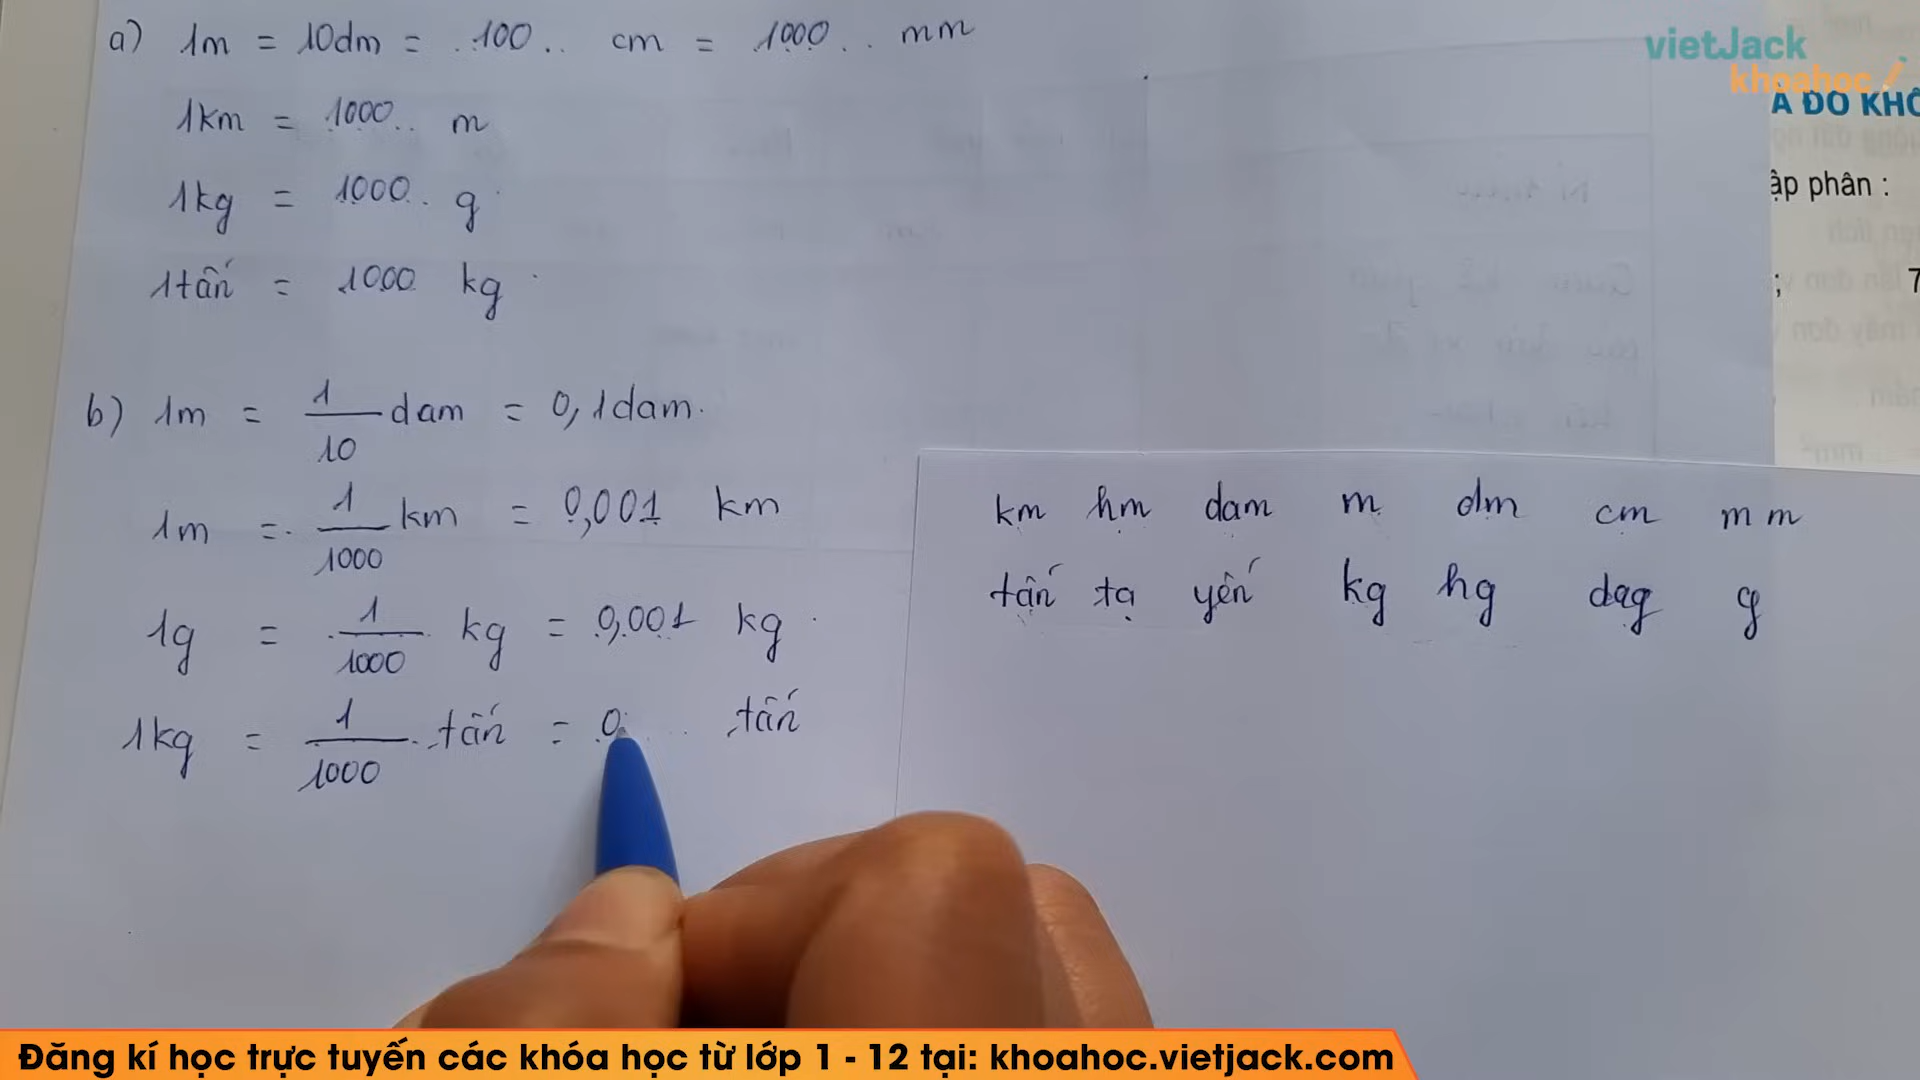 a) 1m = 10dm = .100.. cm = 1000.. mm
1km = 1000.. m
1kg = 1000.. g
1tấn = 1000 kg
b) 1m = 1/10 dam = 0,1dam.
1m = 1/1000 km = 0,001 km
1g = 1/1000 kg = 0,001 kg
1kg = 1/1000 tấn = 0, tấn
km hm dam m dm cm mm
tấn tạ yến kg hg dag g
vietJack
khoahoc
À ĐO KHỐ
ập phân :
; 7
Đăng kí học trực tuyến các khóa học từ lớp 1 - 12 tại: khoahoc.vietjack.com